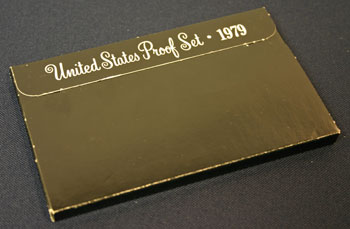 United States Proof Set • 1979